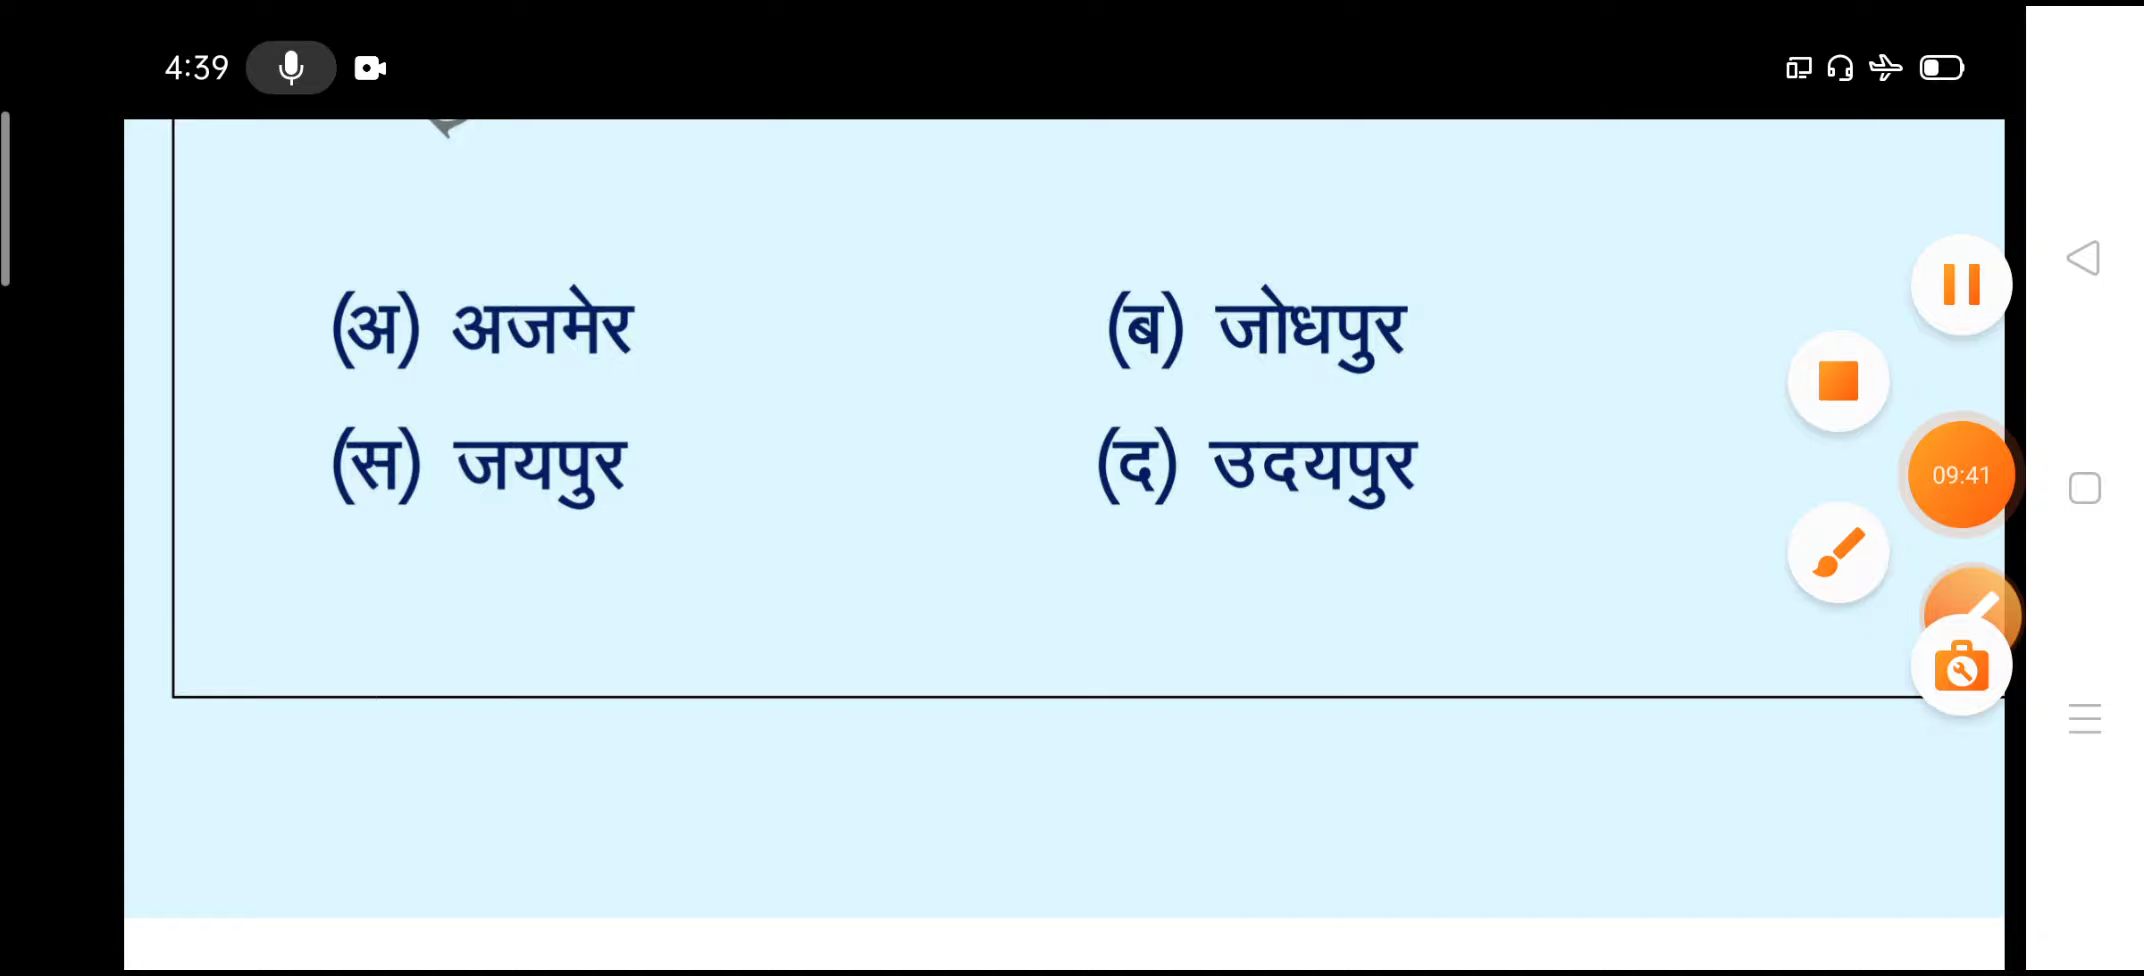 4:39
(अ) अजमेर (ब) जोधपुर
(स) जयपुर (द) उदयपुर
09:41